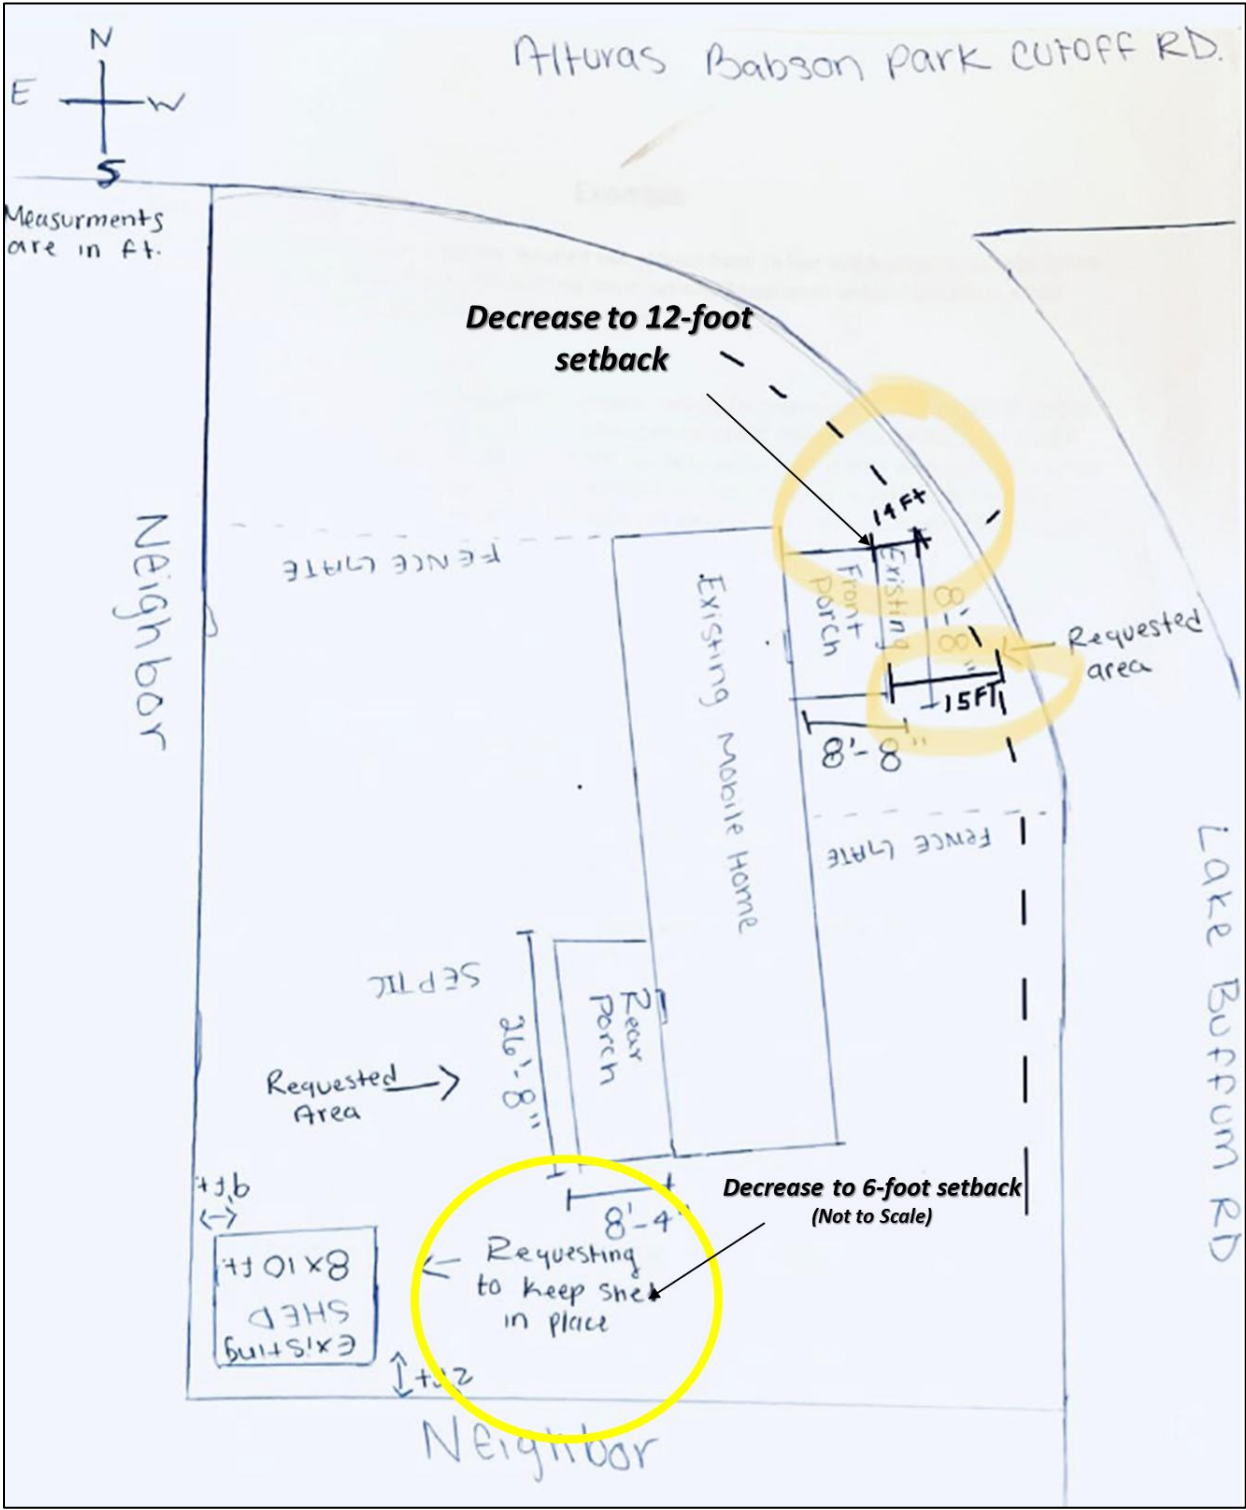 N
Alturas Babson Park cutoff RD.
E
W
S
Measurments
are in ft.
Decrease to 12-foot
setback
14 Ft
Neighbor
FENCE GATE
Existing
Front
Porch
8'-8"
Requested
area
15FT
8'-8"
Existing Mobile Home
FENCE GATE
Lake Buffum RD
SEPTIC
Rear
Porch
26'-8"
Requested
Area
Decrease to 6-foot setback
(Not to Scale)
9ft
8'-4"
Requesting
to keep shed
in place
8x10 ft
SHED
Existing
2ft
Neighbor